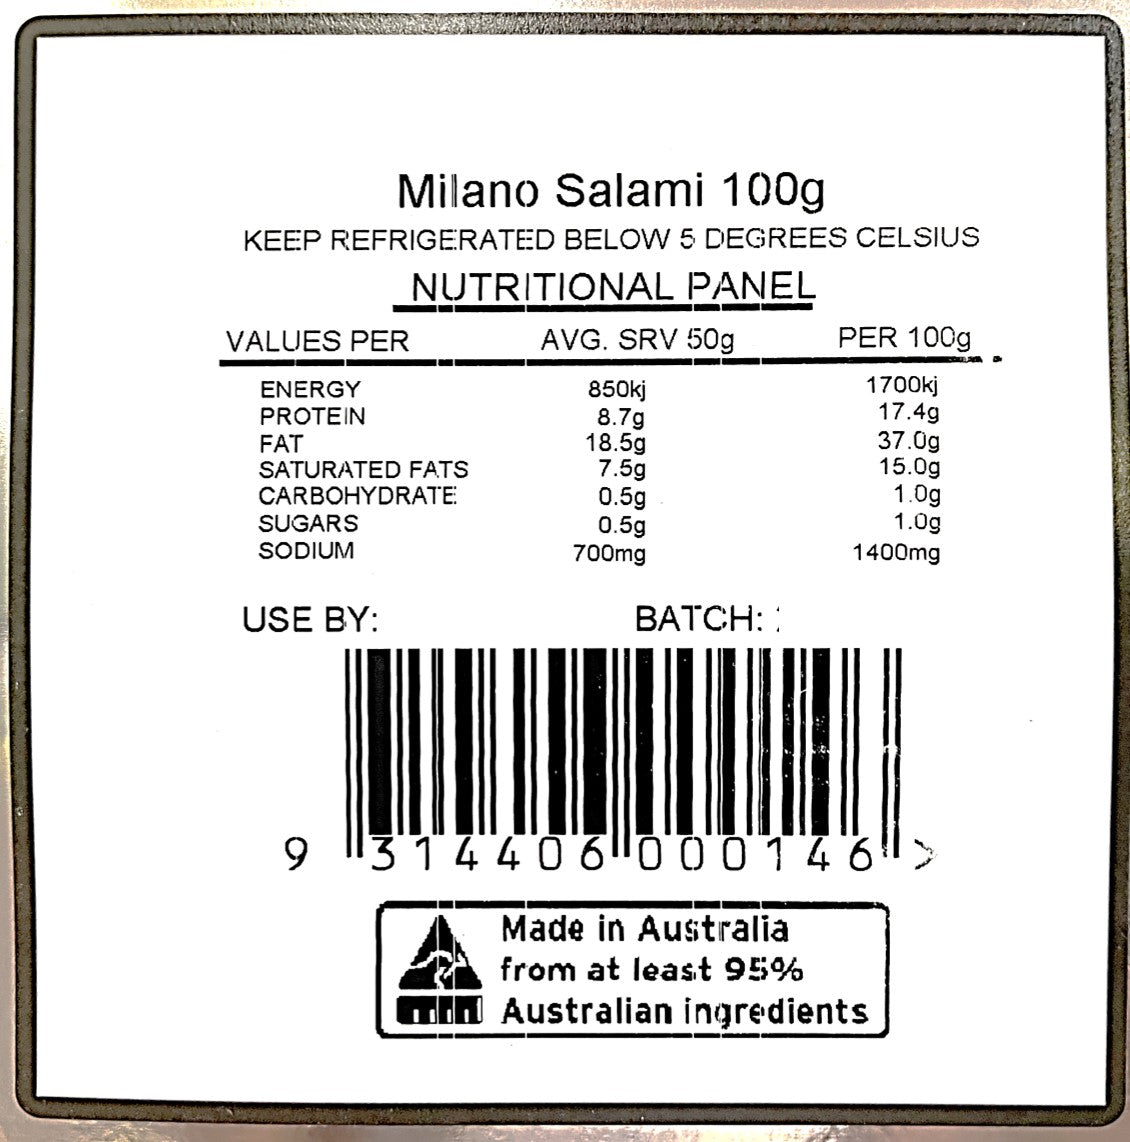 Milano Salami 100g
KEEP REFRIGERATED BELOW 5 DEGREES CELSIUS
NUTRITIONAL PANEL
VALUES PER AVG. SRV 50g PER 100g
ENERGY 850kj 1700kj
PROTEIN 8.7g 17.4g
FAT 18.5g 37.0g
SATURATED FATS 7.5g 15.0g
CARBOHYDRATE 0.5g 1.0g
SUGARS 0.5g 1.0g
SODIUM 700mg 1400mg
USE BY: BATCH:
9 314406 000146 >
Made in Australia
from at least 95%
Australian ingredients